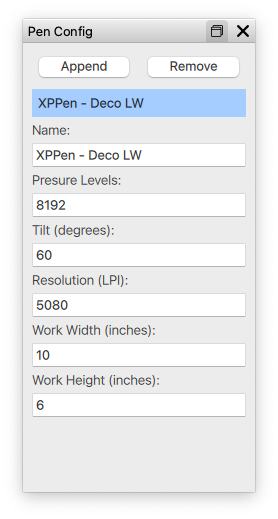 Pen Config
Append Remove
XPPen - Deco LW
Name:
XPPen - Deco LW
Presure Levels:
8192
Tilt (degrees):
60
Resolution (LPI):
5080
Work Width (inches):
10
Work Height (inches):
6